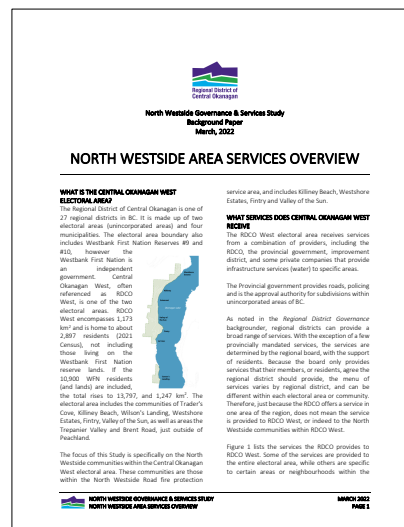 Regional District of
Central Okanagan
North Westside Governance & Services Study
Background Paper
March, 2022
NORTH WESTSIDE AREA SERVICES OVERVIEW
WHAT IS THE CENTRAL OKANAGAN WEST
ELECTORAL AREA?
The Regional District of Central Okanagan is one of
27 regional districts in BC. It is made up of two
electoral areas (unincorporated areas) and four
municipalities. The electoral area boundary also
includes Westbank First Nation Reserves #9 and
#10, however the
Westbank First Nation is
an independent
government. Central
Okanagan West, often
referenced as RDCO
West, is one of the two
electoral areas. RDCO
West encompasses 1,173
km² and is home to about
2,897 residents (2021
Census), not including
those living on the
Westbank First Nation
reserve lands. If the
10,900 WFN residents
(and lands) are included,
the total rises to 13,797, and 1,247 km². The
electoral area includes the communities of Trader's
Cove, Killiney Beach, Wilson's Landing, Westshore
Estates, Fintry, Valley of the Sun, as well as areas the
Trepanier Valley and Brent Road, just outside of
Peachland.
The focus of this Study is specifically on the North
Westside communities within the Central Okanagan
West electoral area. These communities are those
within the North Westside Road fire protection
service area, and includes Killiney Beach, Westshore
Estates, Fintry and Valley of the Sun.
WHAT SERVICES DOES CENTRAL OKANAGAN WEST
RECEIVE
The RDCO West electoral area receives services
from a combination of providers, including the
RDCO, the provincial government, improvement
district, and some private companies that provide
infrastructure services (water) to specific areas.
The Provincial government provides roads, policing
and is the approval authority for subdivisions within
unincorporated areas of BC.
As noted in the Regional District Governance
backgrounder, regional districts can provide a
broad range of services. With the exception of a few
provincially mandated services, the services are
determined by the regional board, with the support
of residents. Because the board only provides
services that their members, or residents, agree the
regional district should provide, the menu of
services varies by regional district, and can be
different within each electoral area or community.
Therefore, just because the RDCO offers a service in
one area of the region, does not mean the service
is provided to RDCO West, or indeed to the North
Westside communities within RDCO West.
Figure 1 lists the services the RDCO provides to
RDCO West. Some of the services are provided to
the entire electoral area, while others are specific
to certain areas or neighbourhoods within the
NORTH WESTSIDE GOVERNANCE & SERVICES STUDY
NORTH WESTSIDE AREA SERVICES OVERVIEW
MARCH 2022
PAGE 1